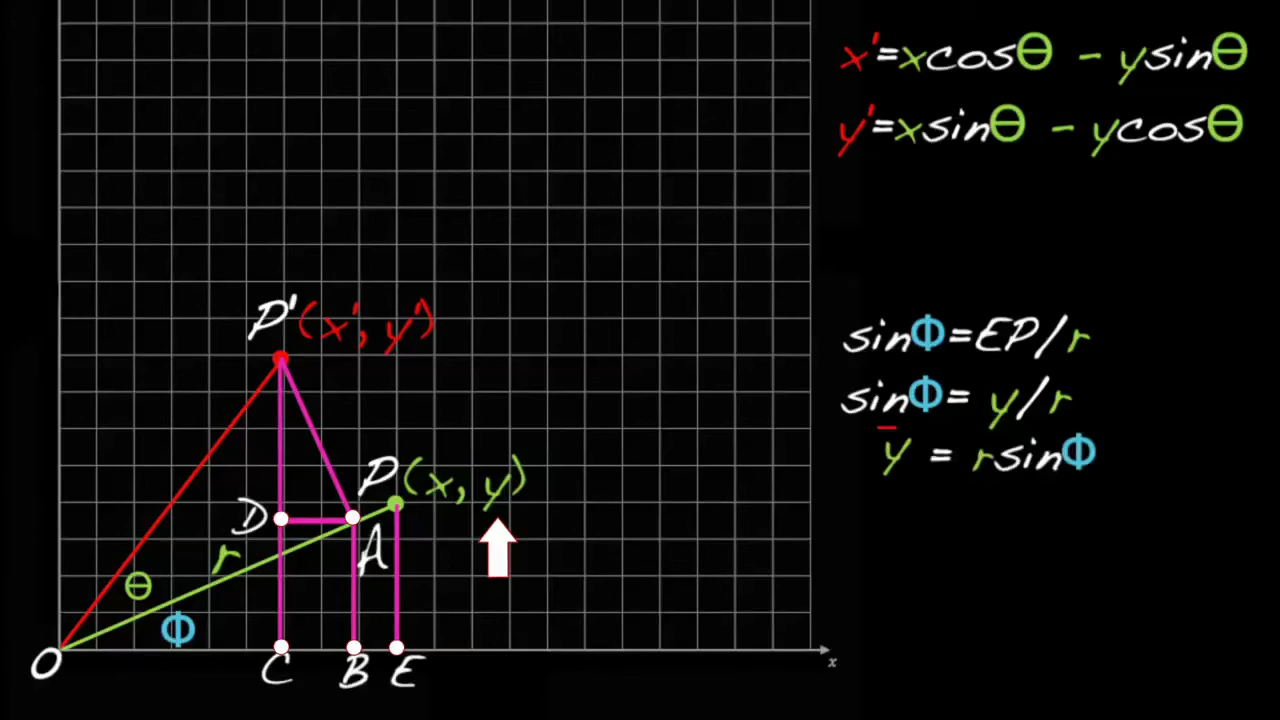 x'=xcosθ - ysinθ
y'=xsinθ - ycosθ
P'(x', y')
sinΦ=EP/r
sinΦ= y/r
y = rsinΦ
P(x, y)
D
A
r
θ
Φ
O
C
B
E
x